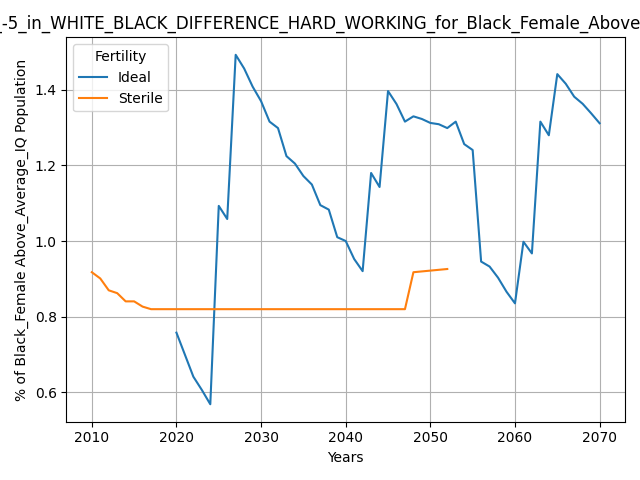 _-5_in_WHITE_BLACK_DIFFERENCE_HARD_WORKING_for_Black_Female_Above
Fertility
Ideal
Sterile
% of Black_Female Above_Average_IQ Population
1.4
1.2
1.0
0.8
0.6
2010 2020 2030 2040 2050 2060 2070
Years